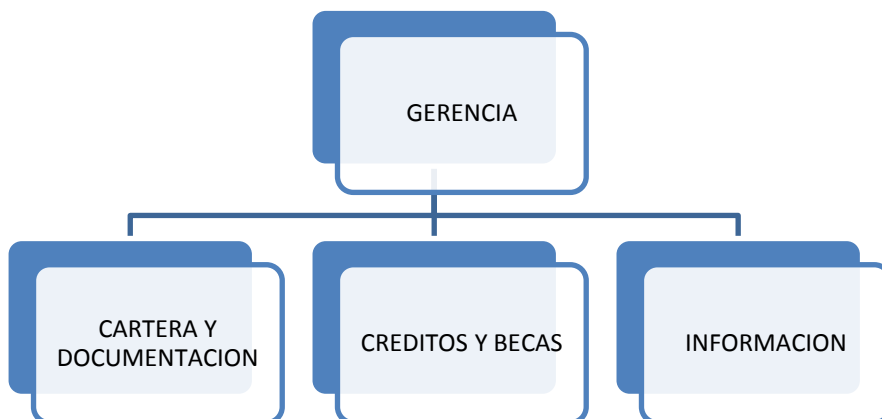 GERENCIA
CARTERA Y
DOCUMENTACION
CREDITOS Y BECAS
INFORMACION